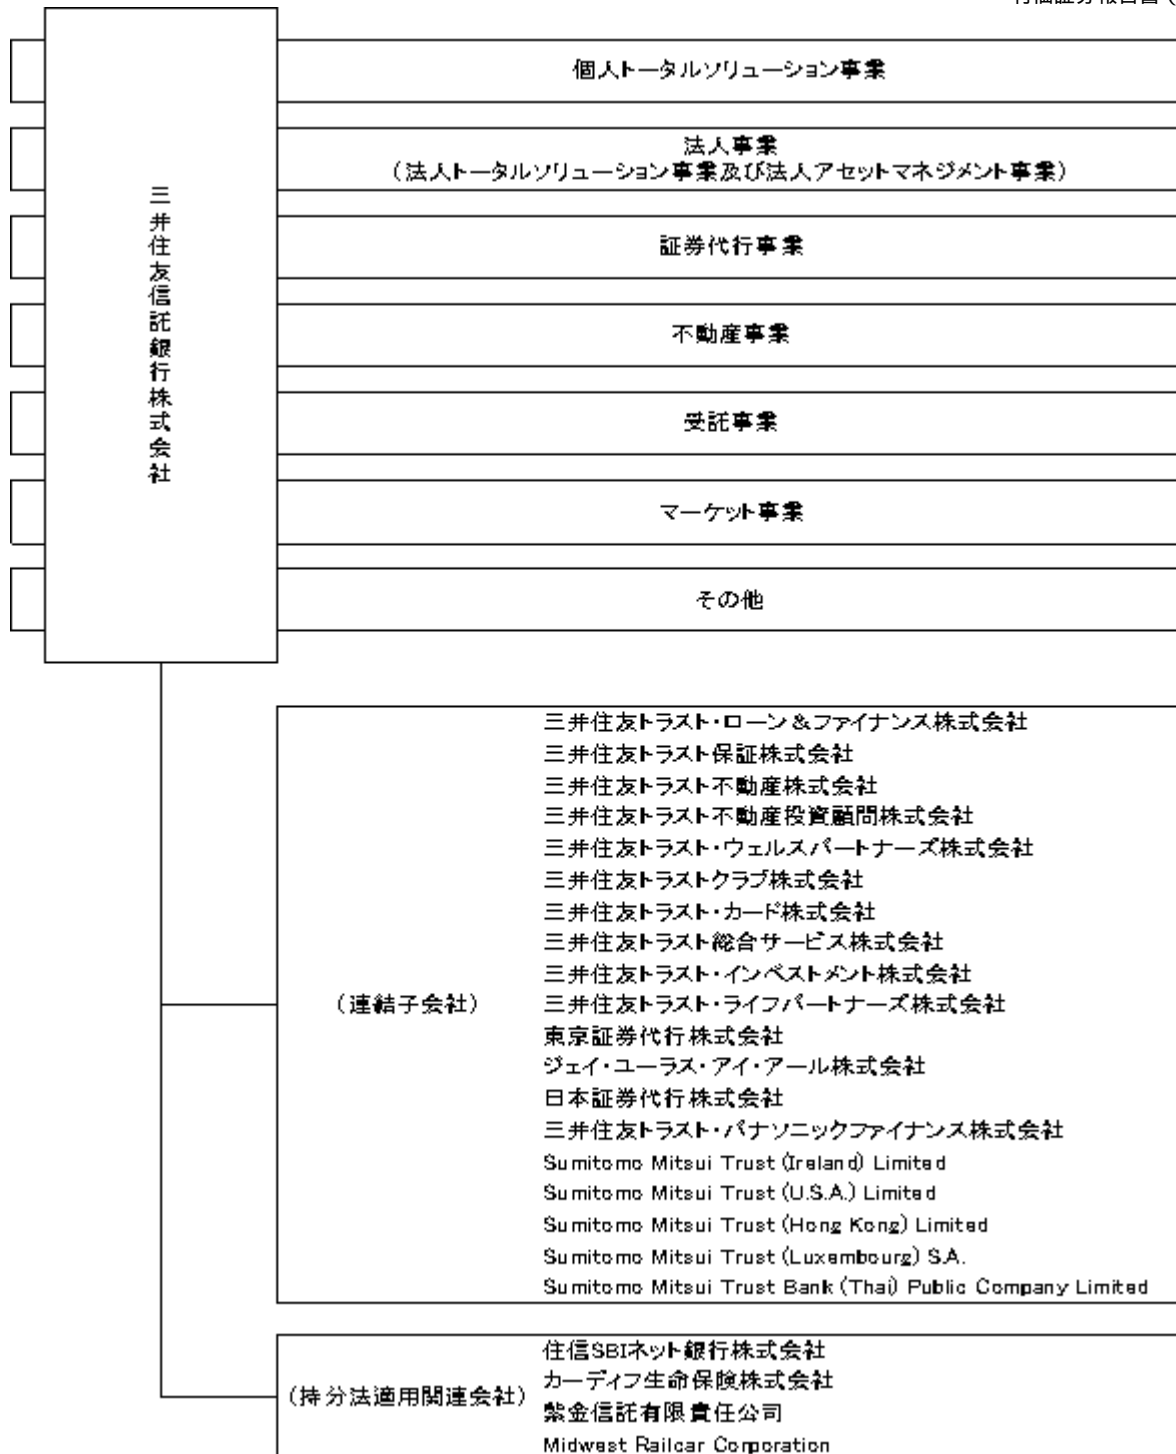 個人トータルソリューション事業
法人事業
(法人トータルソリューション事業及び法人アセットマネジメント事業)
三井住友信託銀行株式会社
証券代行事業
不動産事業
受託事業
マーケット事業
その他
三井住友トラスト・ローン&ファイナンス株式会社
三井住友トラスト保証株式会社
三井住友トラスト不動産株式会社
三井住友トラスト不動産投資顧問株式会社
三井住友トラスト・ウェルスパートナーズ株式会社
三井住友トラストクラブ株式会社
三井住友トラスト・カード株式会社
三井住友トラスト総合サービス株式会社
三井住友トラスト・インベストメント株式会社
(連結子会社)
三井住友トラスト・ライフパートナーズ株式会社
東京証券代行株式会社
ジェイ・ユーラス・アイ・アール株式会社
日本証券代行株式会社
三井住友トラスト・パナソニックファイナンス株式会社
Sumitomo Mitsui Trust (Ireland) Limited
Sumitomo Mitsui Trust (U.S.A.) Limited
Sumitomo Mitsui Trust (Hong Kong) Limited
Sumitomo Mitsui Trust (Luxembourg) S.A.
Sumitomo Mitsui Trust Bank (Thai) Public Company Limited
住信SBIネット銀行株式会社
カーディフ生命保険株式会社
(持分法適用関連会社)
紫金信託有限責任公司
Midwest Railcar Corporation